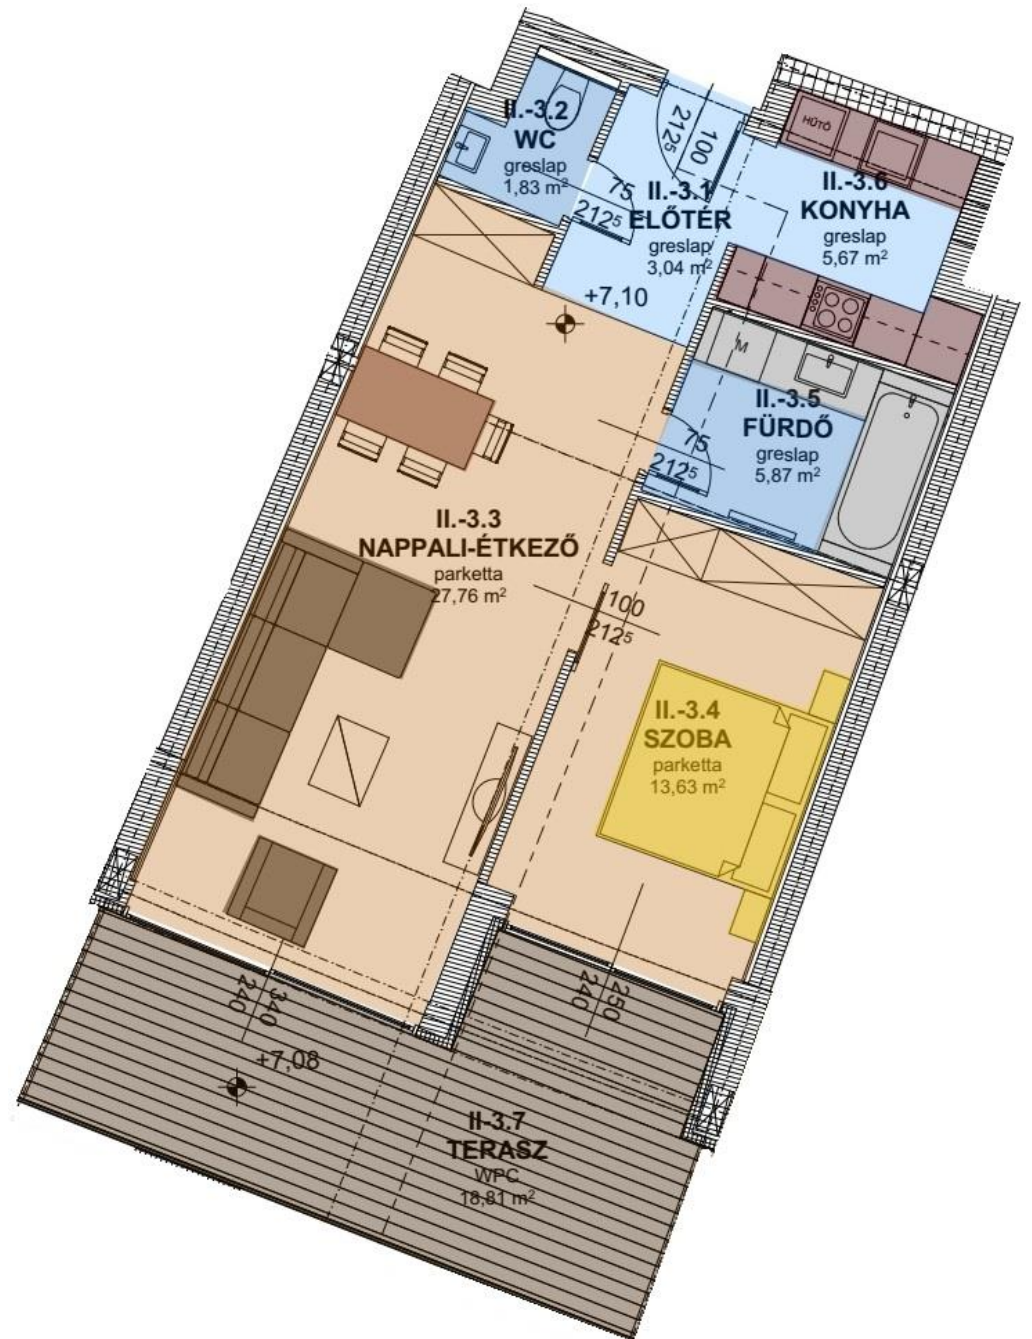 II.-3.2
WC
greslap
1,83 m²
75
212⁵
100
212⁵
II.-3.1
ELŐTÉR
greslap
3,04 m²
+7,10
HŰTŐ
II.-3.6
KONYHA
greslap
5,67 m²
M
II.-3.5
FÜRDŐ
greslap
5,87 m²
75
212⁵
II.-3.3
NAPPALI-ÉTKEZŐ
parketta
27,76 m²
100
212⁵
II.-3.4
SZOBA
parketta
13,63 m²
340
240
250
240
+7,08
II-3.7
TERASZ
WPC
18,81 m²